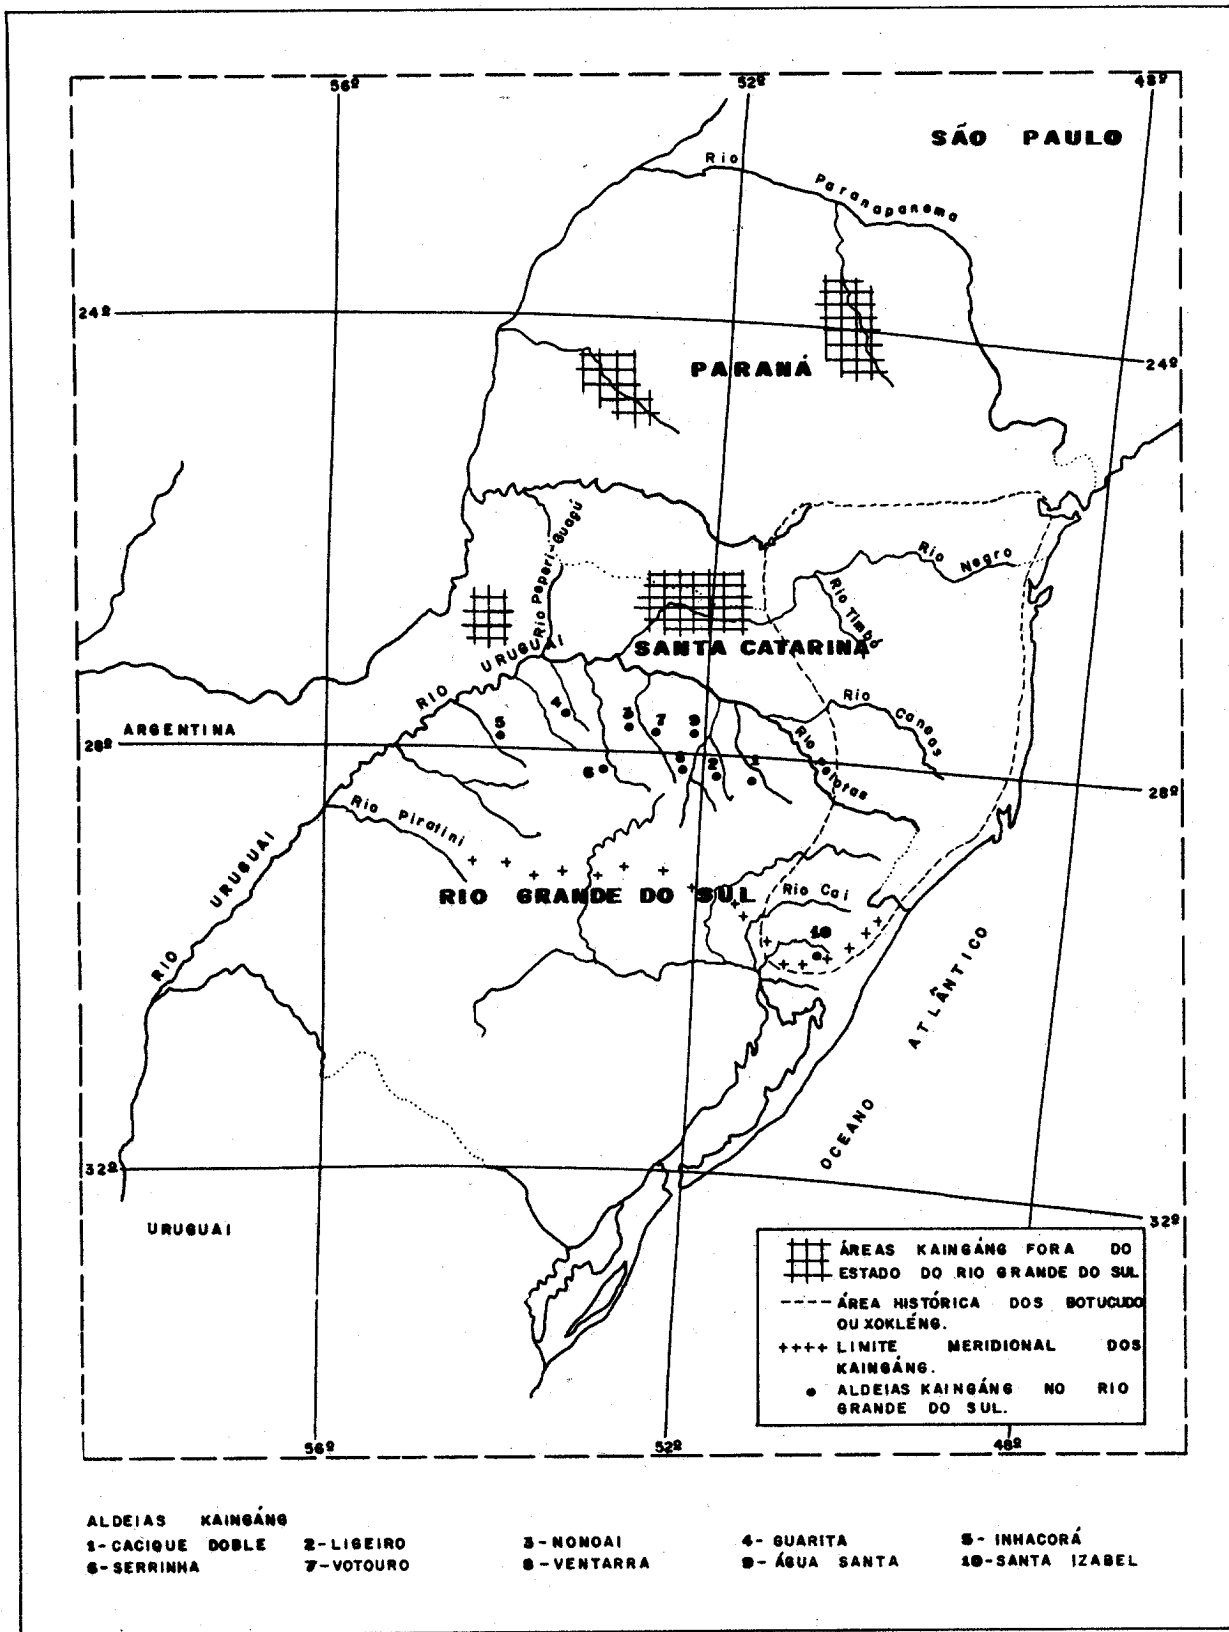 56º
52º
48º
SÃO PAULO
Rio
Paranapanema
24º
PARANÁ
24º
Rio Peperi-Guaçú
Rio Negro
Rio Timbó
SANTA CATARINA
RIO URUGUAI
Rio Canoas
ARGENTINA
5
4
3
7
9
28º
6
8
2
1
Rio Pelotas
28º
Rio Piratini
RIO URUGUAI
RIO GRANDE DO SUL
Rio Cai
10
OCEANO ATLÂNTICO
32º
32º
URUGUAI
ÁREAS KAINGÁNG FORA DO
ESTADO DO RIO GRANDE DO SUL
ÁREA HISTÓRICA DOS BOTUCUDO
OU XOKLÉNG.
LIMITE MERIDIONAL DOS
KAINGÁNG.
ALDEIAS KAINGÁNG NO RIO
GRANDE DO SUL.
56º
52º
48º
ALDEIAS KAINGÁNG
1-CACIQUE DOBLE 2-LIGEIRO 3-NONOAI 4-GUARITA 5-INHACORÁ
6-SERRINHA 7-VOTOURO 8-VENTARRA 9-ÁGUA SANTA 10-SANTA IZABEL